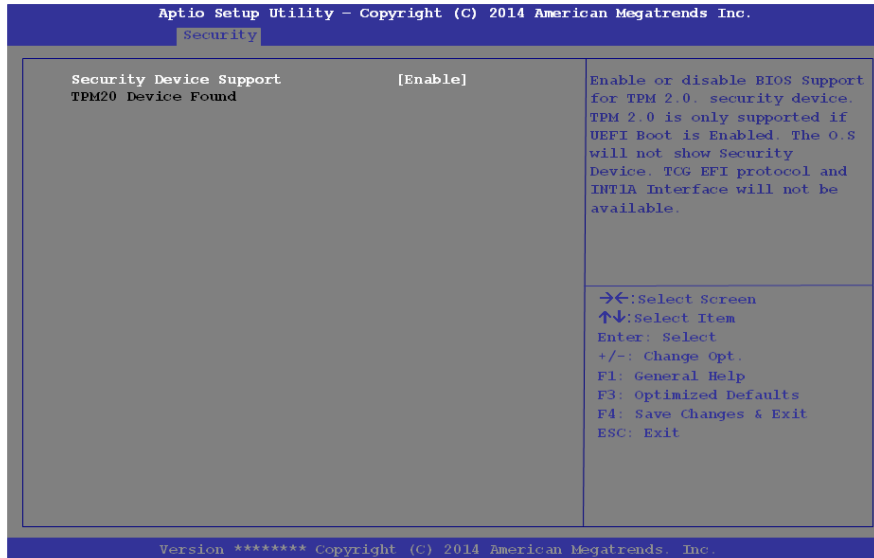 Aptio Setup Utility – Copyright (C) 2014 American Megatrends Inc.
Security
Security Device Support [Enable]
TPM20 Device Found
Enable or disable BIOS Support
for TPM 2.0. security device.
TPM 2.0 is only supported if
UEFI Boot is Enabled. The O.S
will not show Security
Device. TCG EFI protocol and
INT1A Interface will not be
available.
→←:Select Screen
↑↓:Select Item
Enter: Select
+/-: Change Opt.
F1: General Help
F3: Optimized Defaults
F4: Save Changes & Exit
ESC: Exit
Version ******** Copyright (C) 2014 American Megatrends. Inc.